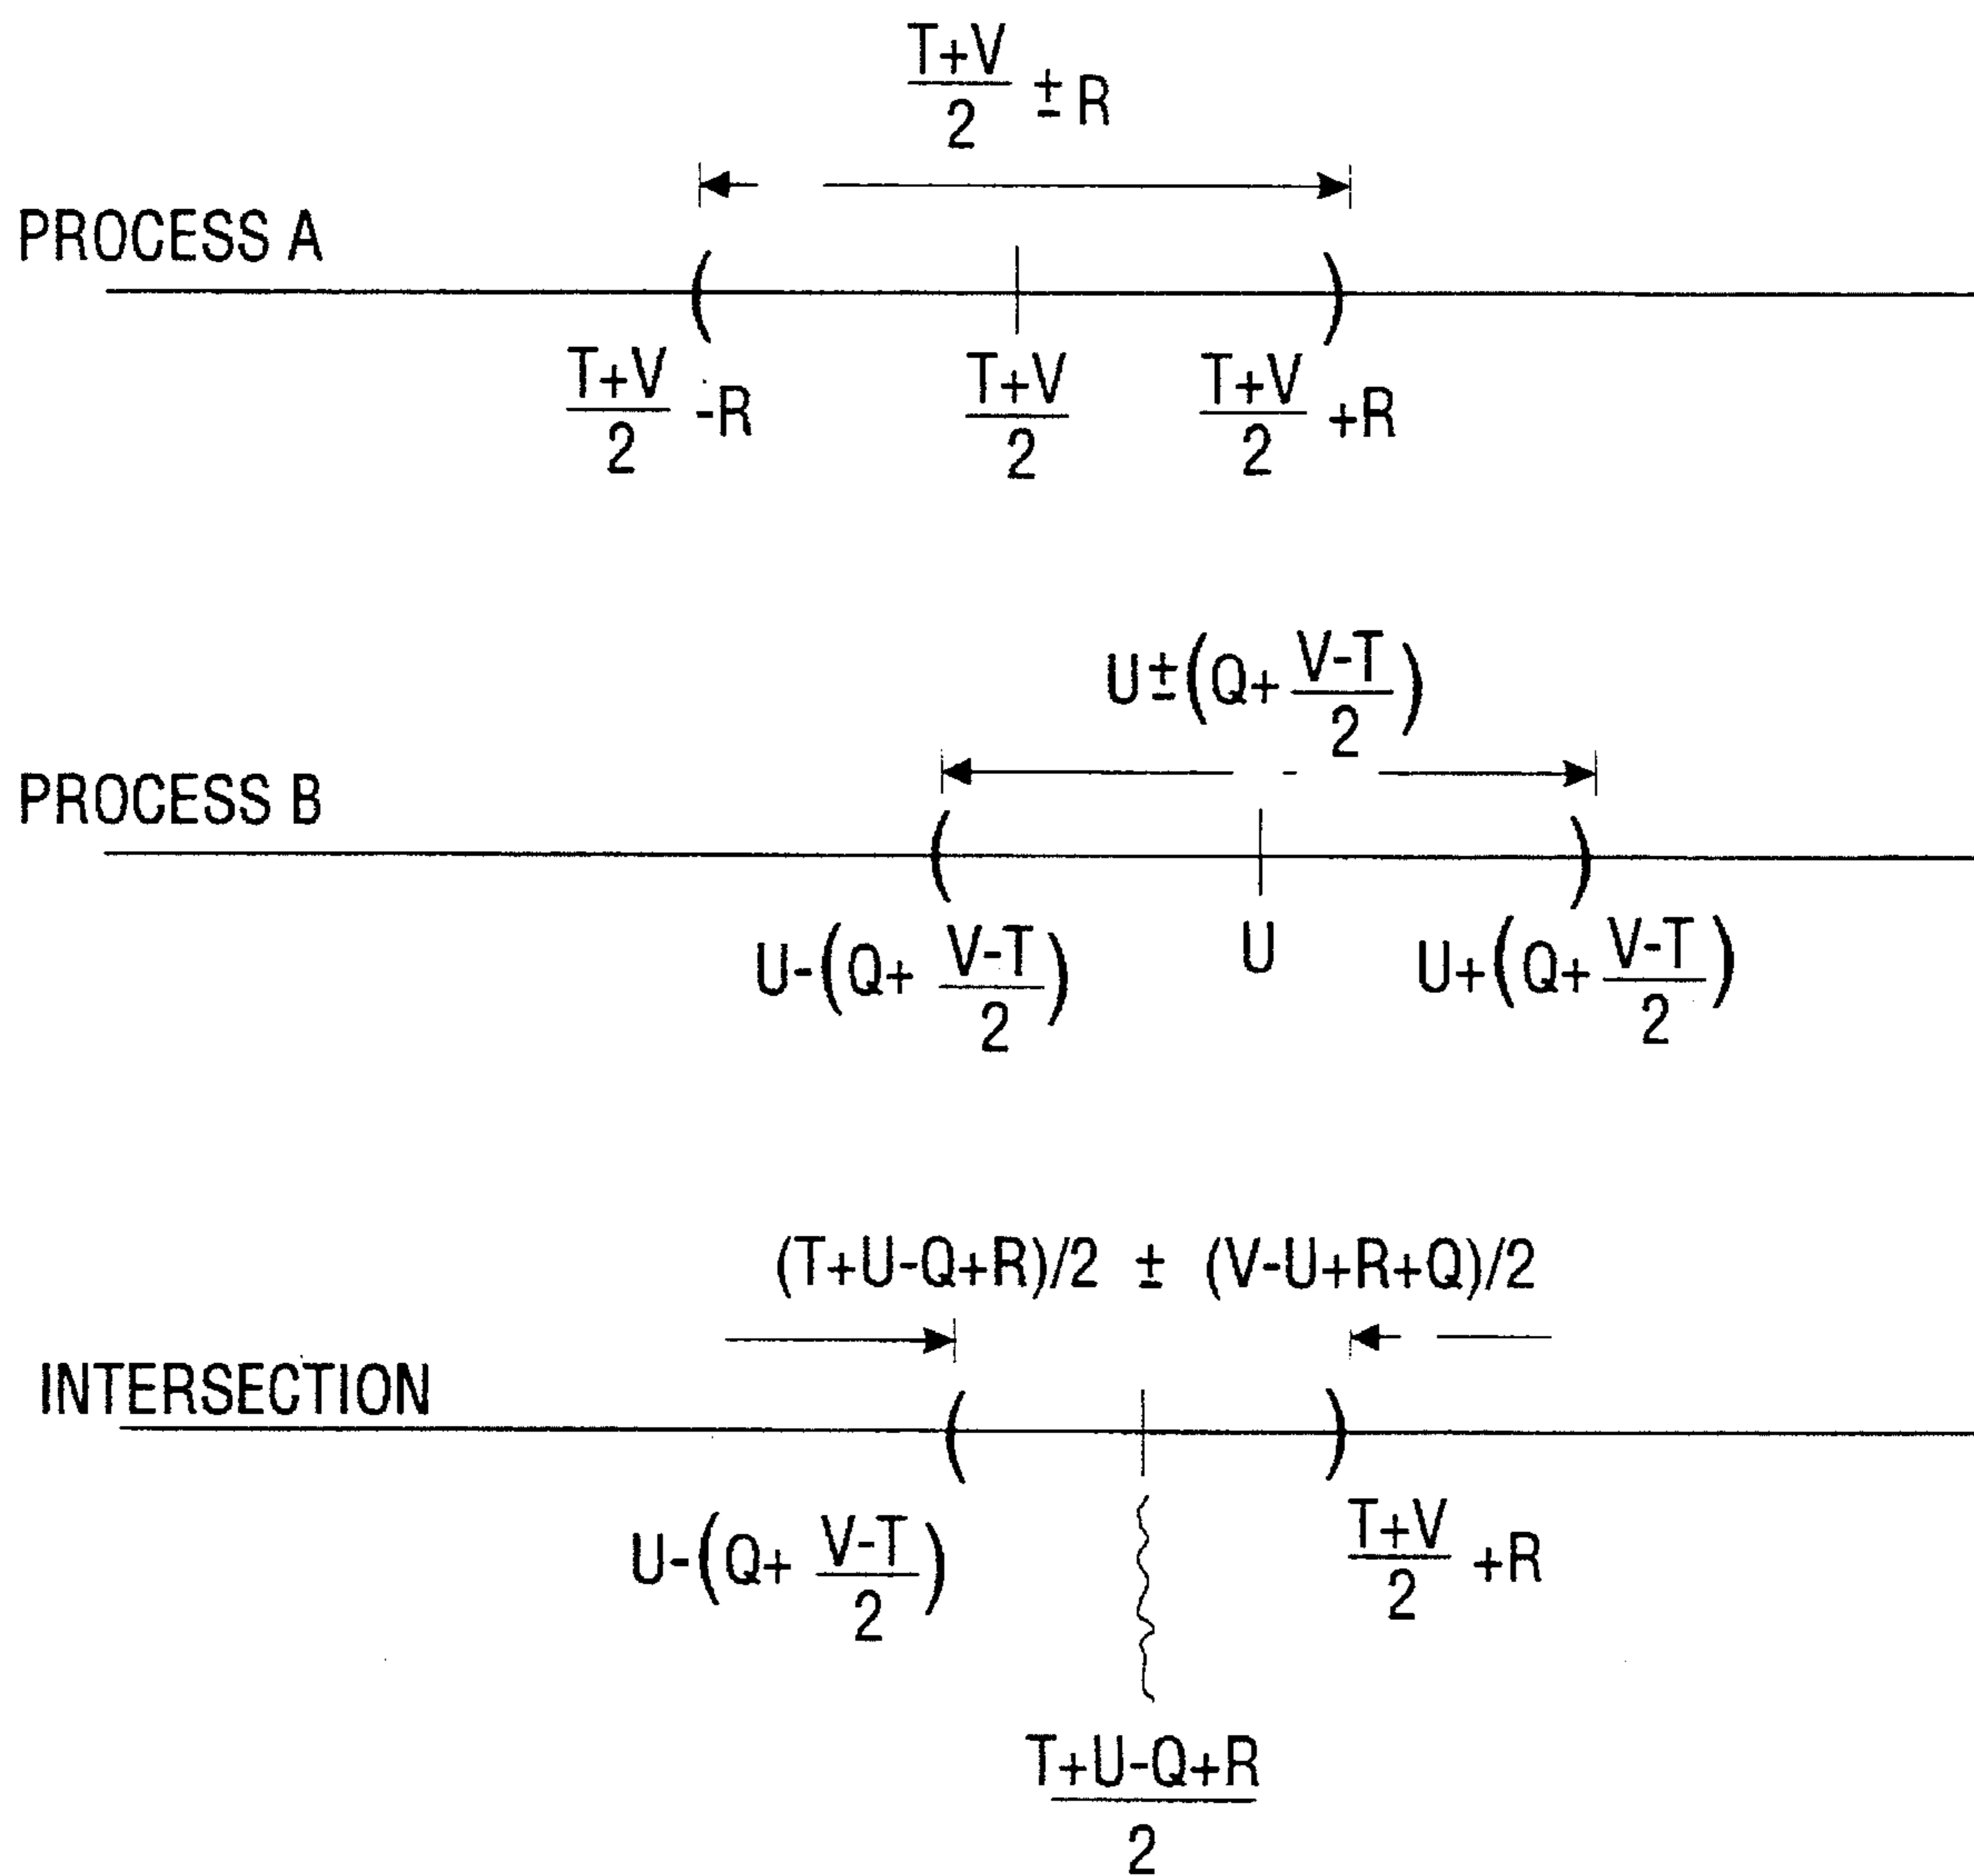 T+V/2 ± R
PROCESS A
T+V/2 -R
T+V/2
T+V/2 +R
U±(Q+ V-T/2)
PROCESS B
U-(Q+ V-T/2)
U
U+(Q+ V-T/2)
(T+U-Q+R)/2 ± (V-U+R+Q)/2
INTERSECTION
U-(Q+ V-T/2)
T+V/2 +R
T+U-Q+R/2